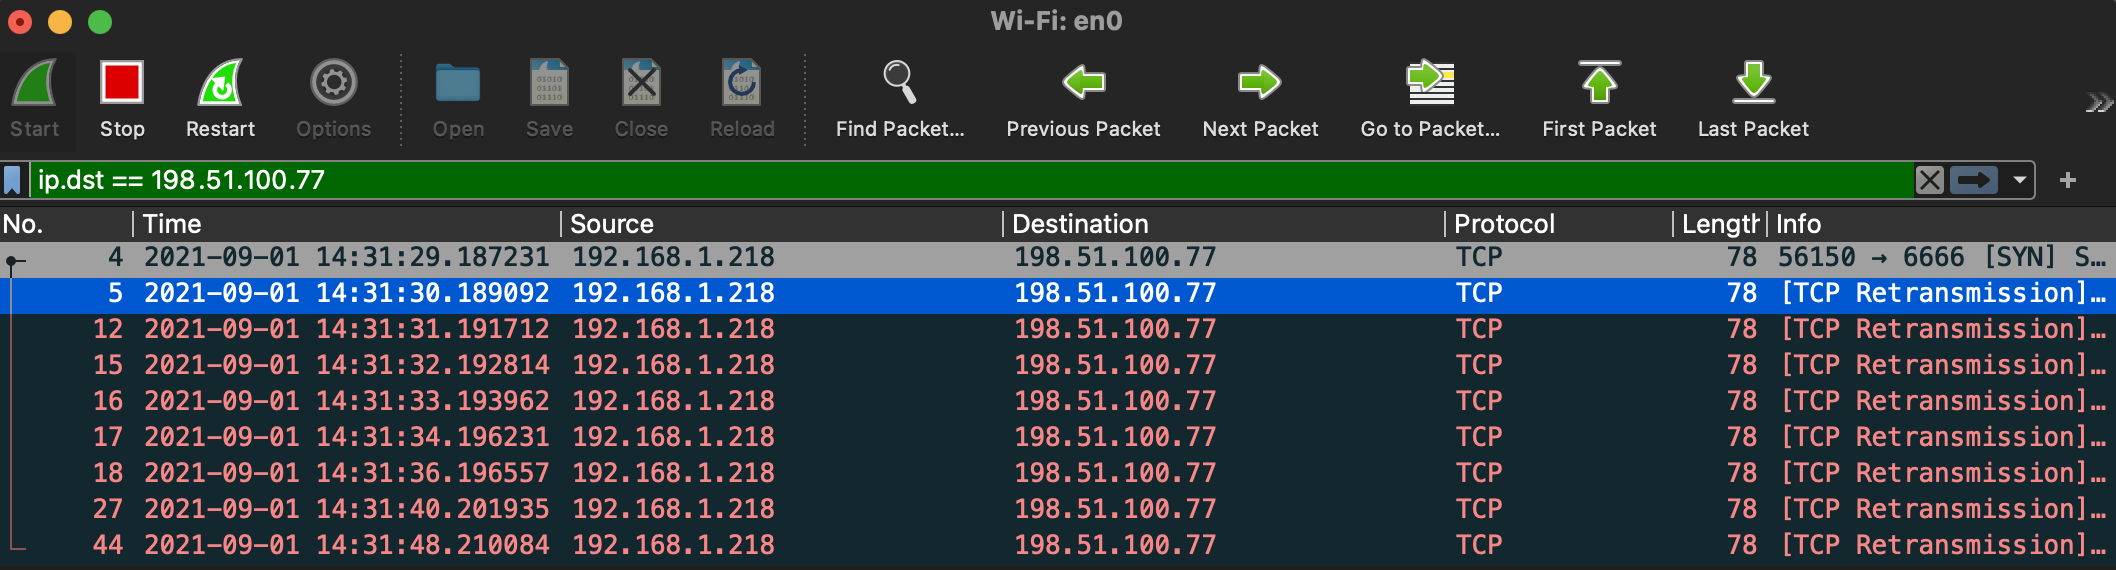 Wi-Fi: en0
Start Stop Restart Options Open Save Close Reload Find Packet... Previous Packet Next Packet Go to Packet... First Packet Last Packet
ip.dst == 198.51.100.77
No. Time Source Destination Protocol Length Info
4 2021-09-01 14:31:29.187231 192.168.1.218 198.51.100.77 TCP 78 56150 → 6666 [SYN] S…
5 2021-09-01 14:31:30.189092 192.168.1.218 198.51.100.77 TCP 78 [TCP Retransmission]…
12 2021-09-01 14:31:31.191712 192.168.1.218 198.51.100.77 TCP 78 [TCP Retransmission]…
15 2021-09-01 14:31:32.192814 192.168.1.218 198.51.100.77 TCP 78 [TCP Retransmission]…
16 2021-09-01 14:31:33.193962 192.168.1.218 198.51.100.77 TCP 78 [TCP Retransmission]…
17 2021-09-01 14:31:34.196231 192.168.1.218 198.51.100.77 TCP 78 [TCP Retransmission]…
18 2021-09-01 14:31:36.196557 192.168.1.218 198.51.100.77 TCP 78 [TCP Retransmission]…
27 2021-09-01 14:31:40.201935 192.168.1.218 198.51.100.77 TCP 78 [TCP Retransmission]…
44 2021-09-01 14:31:48.210084 192.168.1.218 198.51.100.77 TCP 78 [TCP Retransmission]…